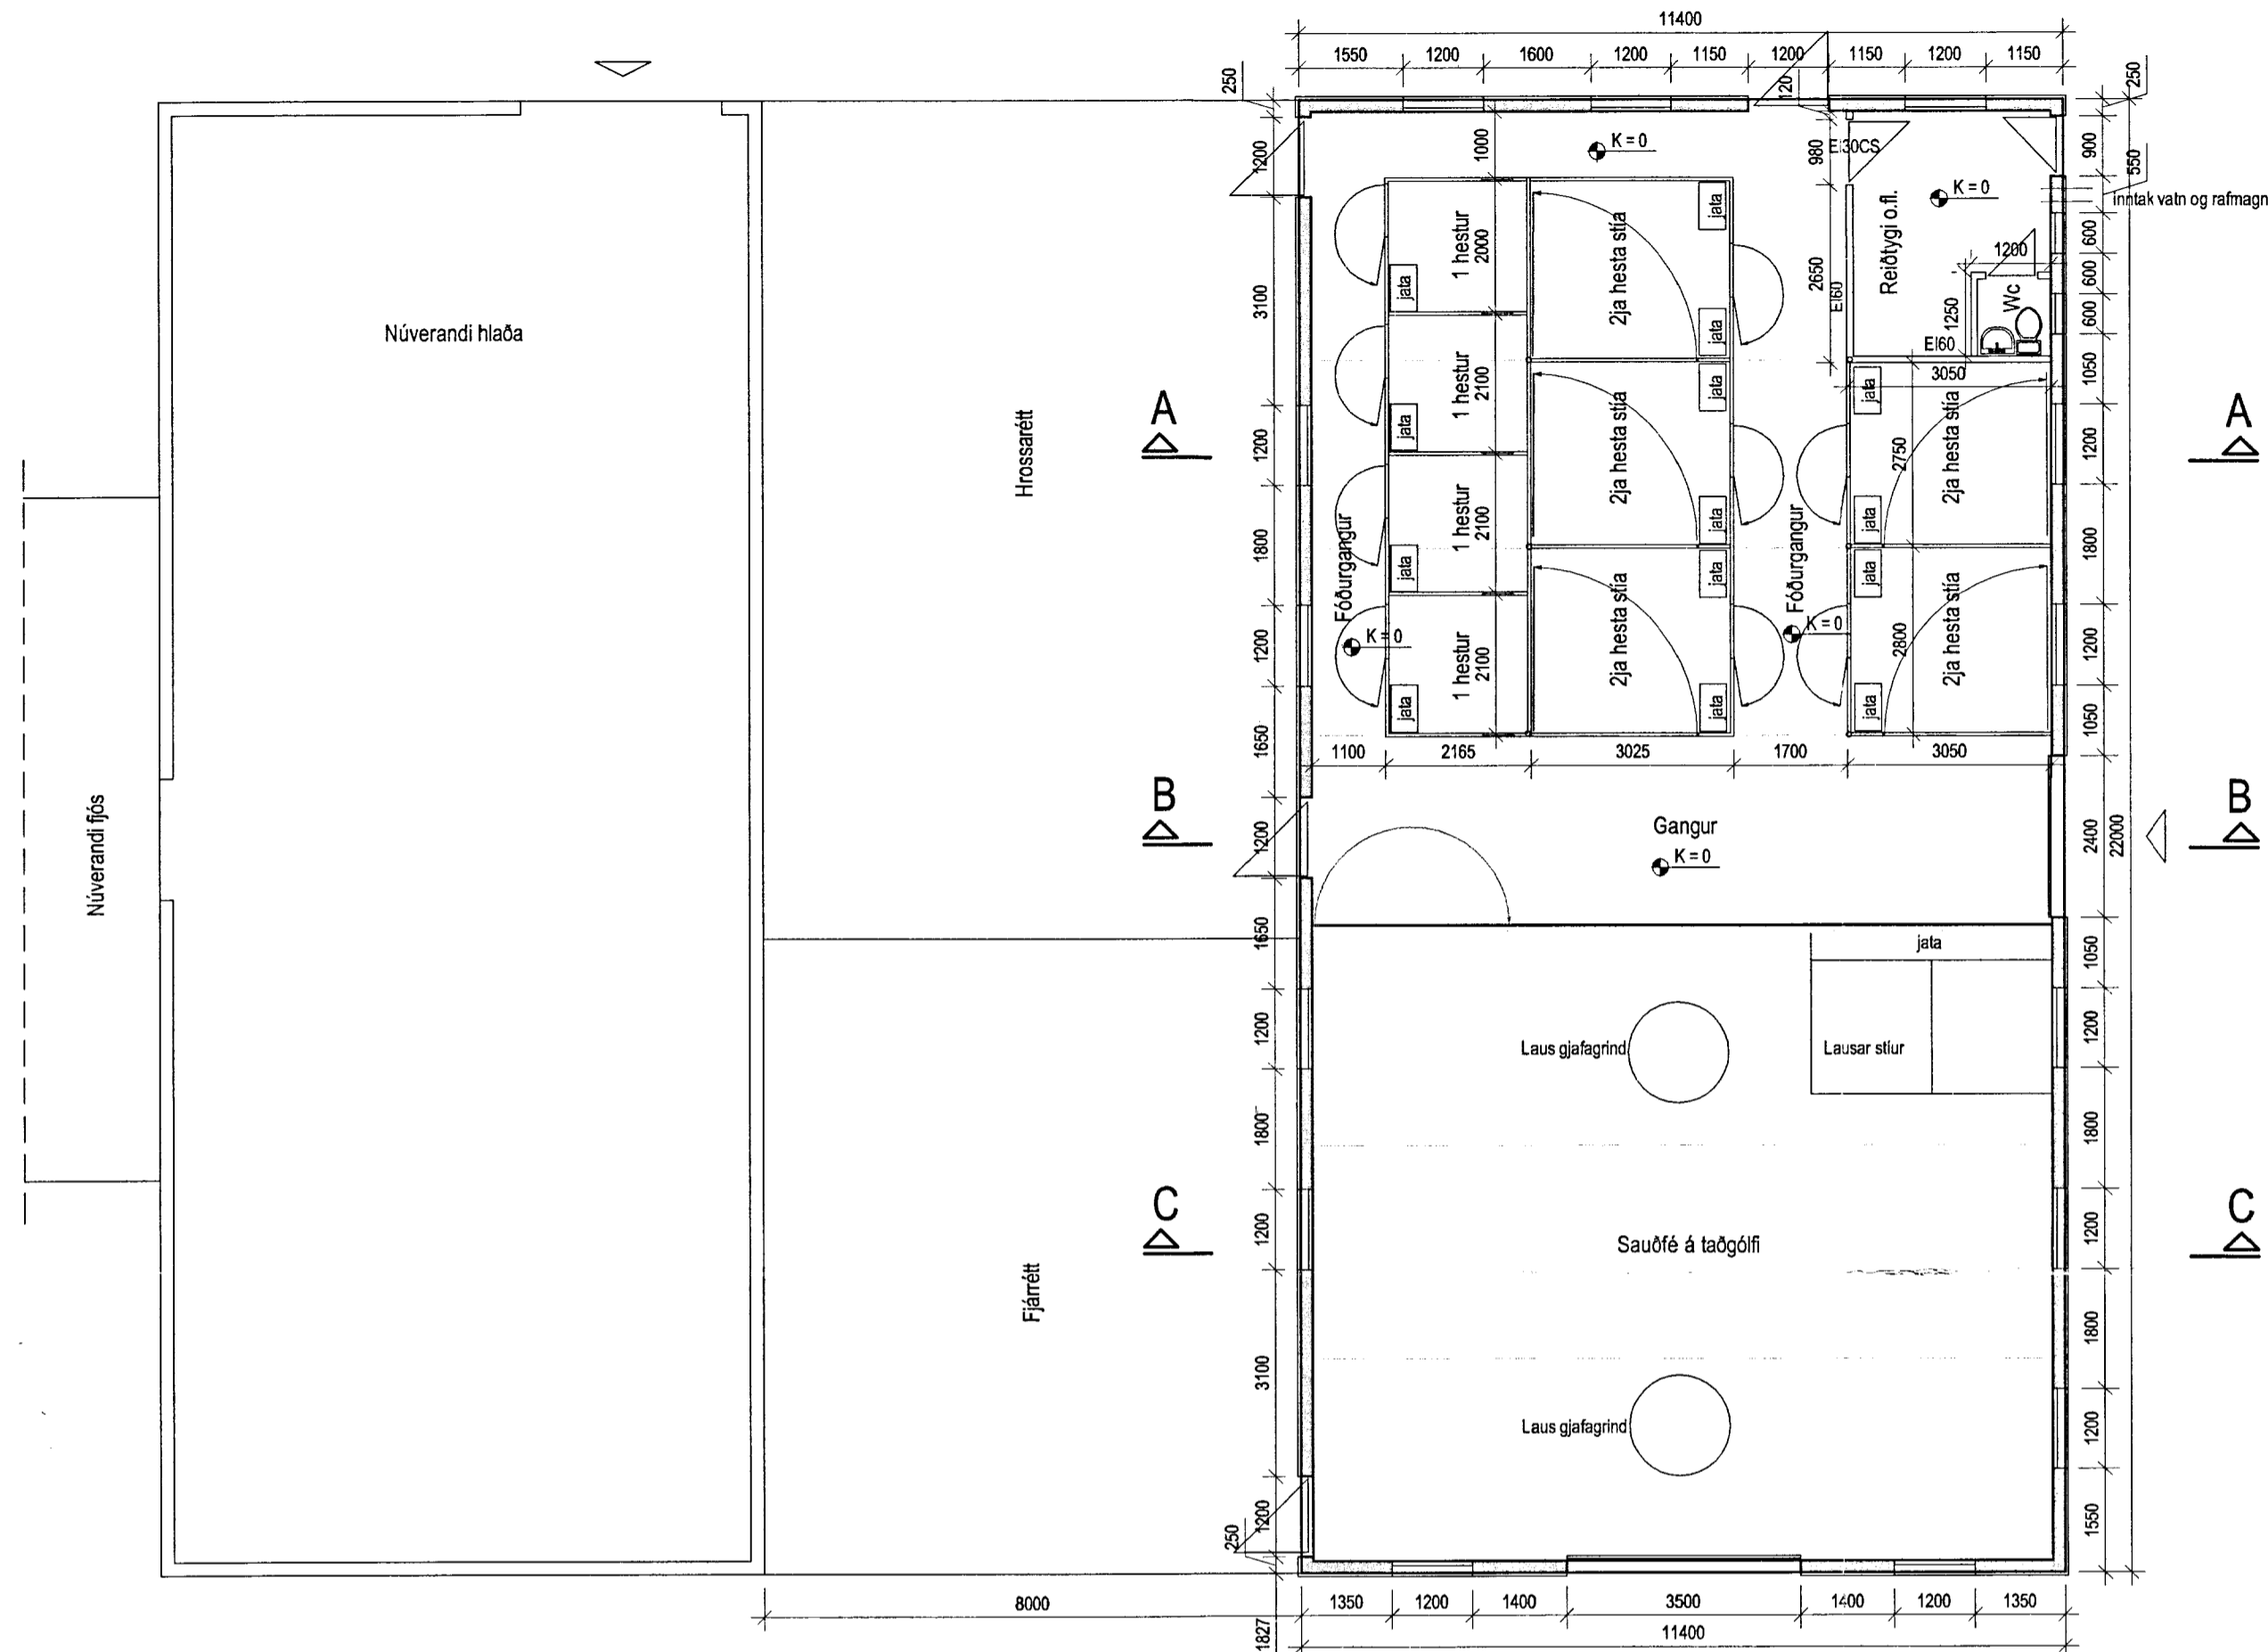 11400
1550 1200 1600 1200 1150 1200 1150 1200 1150
250
120
250
1200
3100
1200
1800
1200
1650
1200
1650
1200
1800
1200
3100
1200
250
1827
Núverandi hlaða
Núverandi fjós
Hrossarétt
Fjárrétt
A
B
C
K = 0
1000
980
EI30CS
2650
EI60
Reiðtygi o.fl.
K = 0
1200
1250
Wc
EI60
3050
inntak vatn og rafmagn
1 hestur
2000
jata
1 hestur
2100
jata
1 hestur
2100
jata
1 hestur
2100
jata
2ja hesta stía
jata
jata
2ja hesta stía
jata
jata
2ja hesta stía
jata
jata
2ja hesta stía
2750
jata
jata
2ja hesta stía
2800
jata
jata
Fóðurgangur
K = 0
Fóðurgangur
K = 0
1100 2165 3025 1700 3050
Gangur
K = 0
jata
Laus gjafagrind
Lausar stíur
Sauðfé á taðgólfi
Laus gjafagrind
900
550
600
600
600
1050
1200
1800
1200
1050
2400
22000
1050
1200
1800
1200
1800
1200
1550
A
B
C
8000
1350 1200 1400 3500 1400 1200 1350
11400